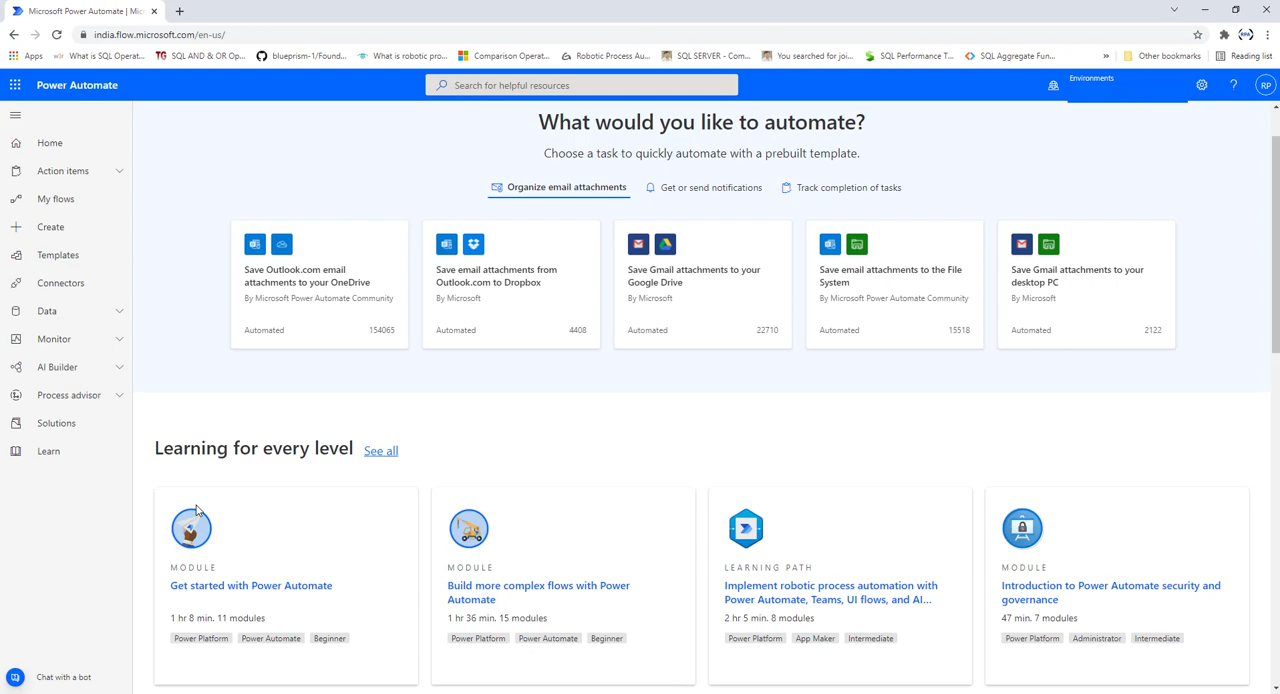 Microsoft Power Automate | Mic
india.flow.microsoft.com/en-us/
Apps
What is SQL Operat...
TG SQL AND & OR Op...
blueprism-1/Found...
What is robotic pro...
Comparison Operat...
Robotic Process Au...
SQL SERVER - Com...
You searched for joi...
SQL Performance T...
SQL Aggregate Fun...
»
Other bookmarks
Reading list
Power Automate
Search for helpful resources
Environments
?
RP
Home
Action items
My flows
Create
Templates
Connectors
Data
Monitor
AI Builder
Process advisor
Solutions
Learn
Chat with a bot
What would you like to automate?
Choose a task to quickly automate with a prebuilt template.
Organize email attachments
Get or send notifications
Track completion of tasks
Save Outlook.com email
attachments to your OneDrive
By Microsoft Power Automate Community
Automated 154065
Save email attachments from
Outlook.com to Dropbox
By Microsoft
Automated 4408
Save Gmail attachments to your
Google Drive
By Microsoft
Automated 22710
Save email attachments to the File
System
By Microsoft Power Automate Community
Automated 15518
Save Gmail attachments to your
desktop PC
By Microsoft
Automated 2122
Learning for every level See all
MODULE
Get started with Power Automate
1 hr 8 min. 11 modules
Power Platform Power Automate Beginner
MODULE
Build more complex flows with Power
Automate
1 hr 36 min. 15 modules
Power Platform Power Automate Beginner
LEARNING PATH
Implement robotic process automation with
Power Automate, Teams, UI flows, and AI...
2 hr 5 min. 8 modules
Power Platform App Maker Intermediate
MODULE
Introduction to Power Automate security and
governance
47 min. 7 modules
Power Platform Administrator Intermediate